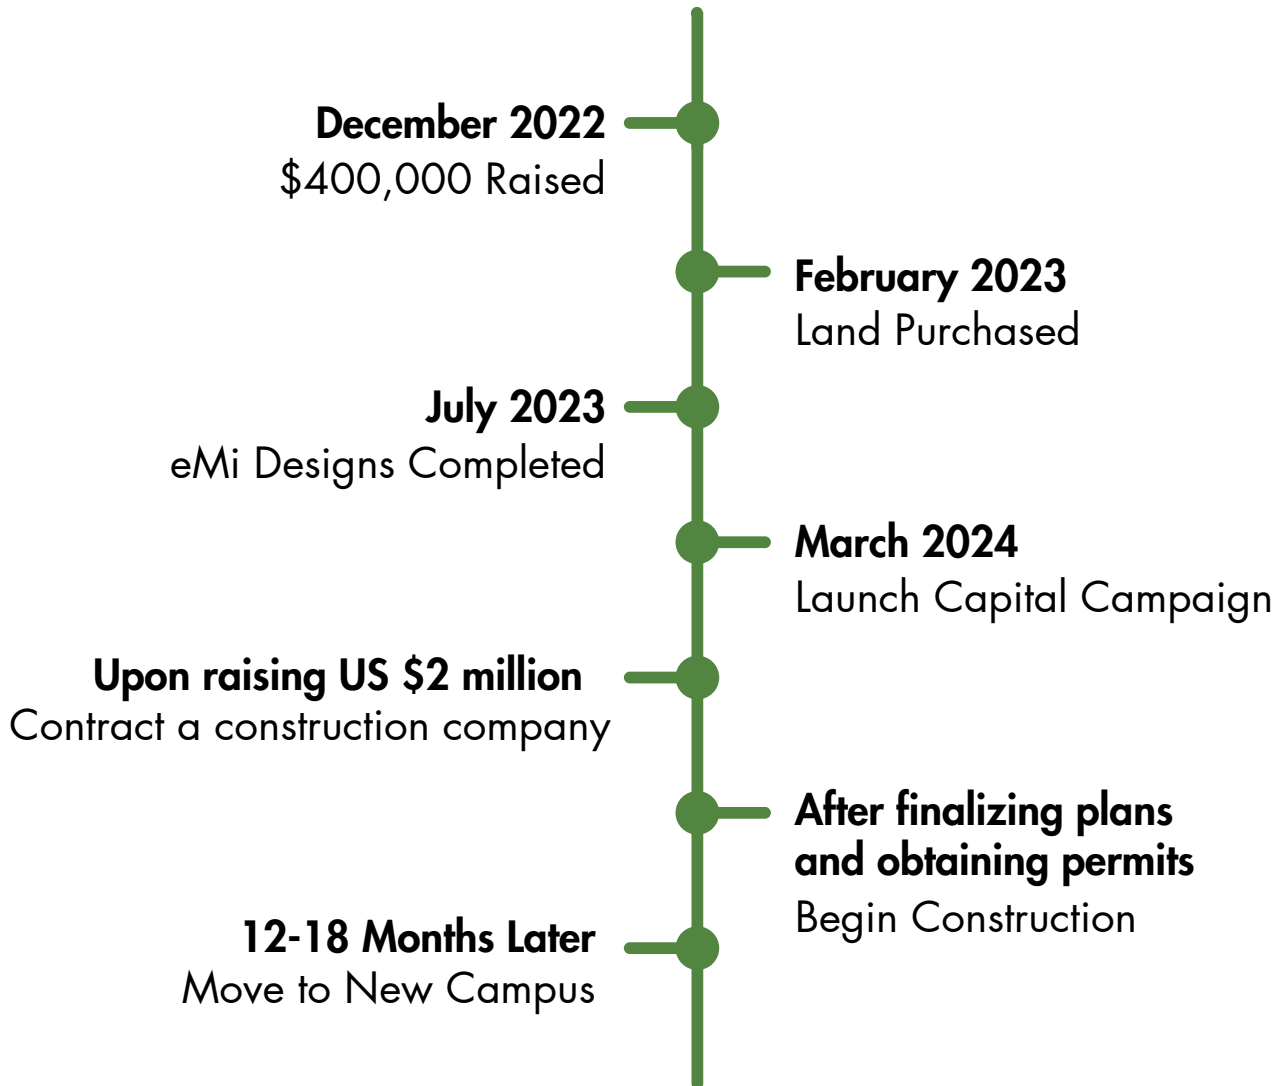 December 2022
$400,000 Raised
February 2023
Land Purchased
July 2023
eMi Designs Completed
March 2024
Launch Capital Campaign
Upon raising US $2 million
Contract a construction company
After finalizing plans
and obtaining permits
Begin Construction
12-18 Months Later
Move to New Campus